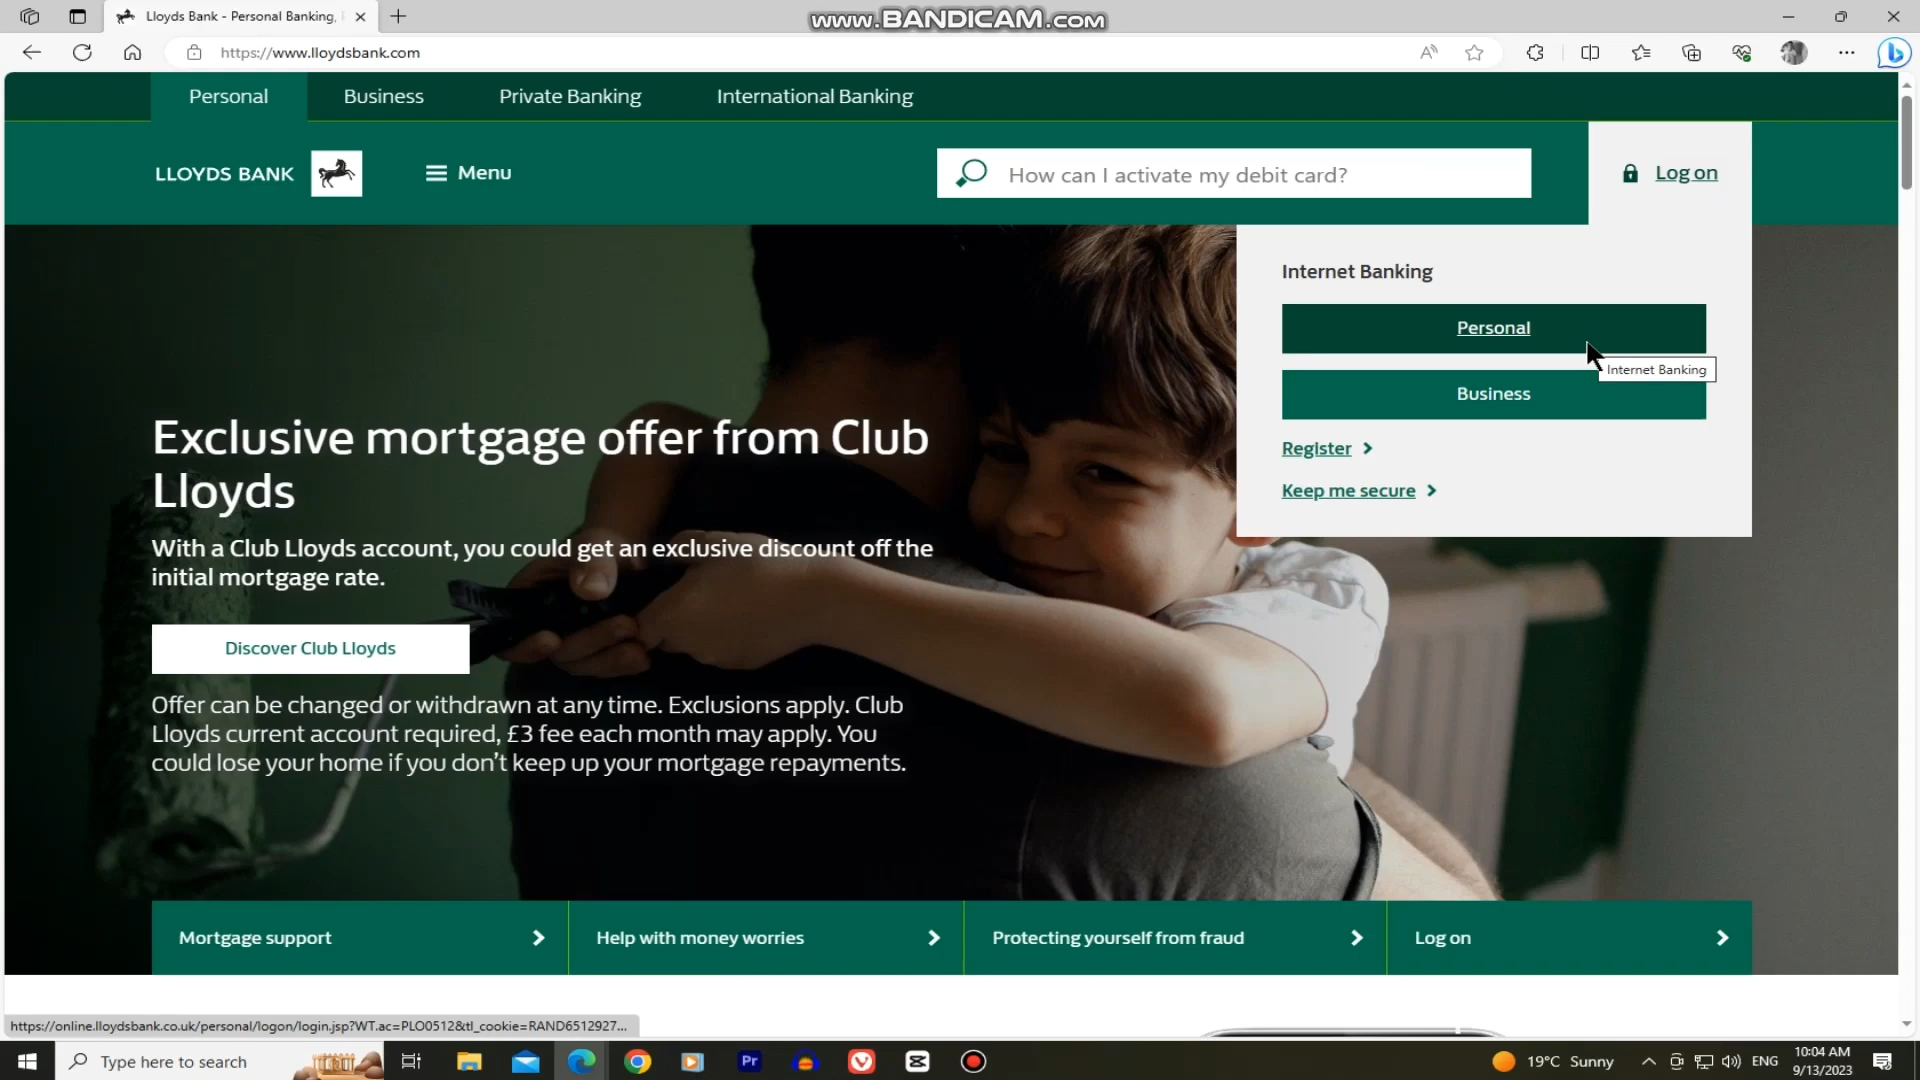 Lloyds Bank - Personal Banking,
www.BANDICAM.com
https://www.lloydsbank.com
Personal
Business
Private Banking
International Banking
LLOYDS BANK
Menu
How can I activate my debit card?
Log on
Internet Banking
Personal
Internet Banking
Business
Register
Keep me secure
Exclusive mortgage offer from Club
Lloyds
With a Club Lloyds account, you could get an exclusive discount off the
initial mortgage rate.
Discover Club Lloyds
Offer can be changed or withdrawn at any time. Exclusions apply. Club
Lloyds current account required, £3 fee each month may apply. You
could lose your home if you don't keep up your mortgage repayments.
Mortgage support
Help with money worries
Protecting yourself from fraud
Log on
https://online.lloydsbank.co.uk/personal/logon/login.jsp?WT.ac=PLO0512&tl_cookie=RAND6512927...
Type here to search
Pr
19°C Sunny
ENG
10:04 AM
9/13/2023